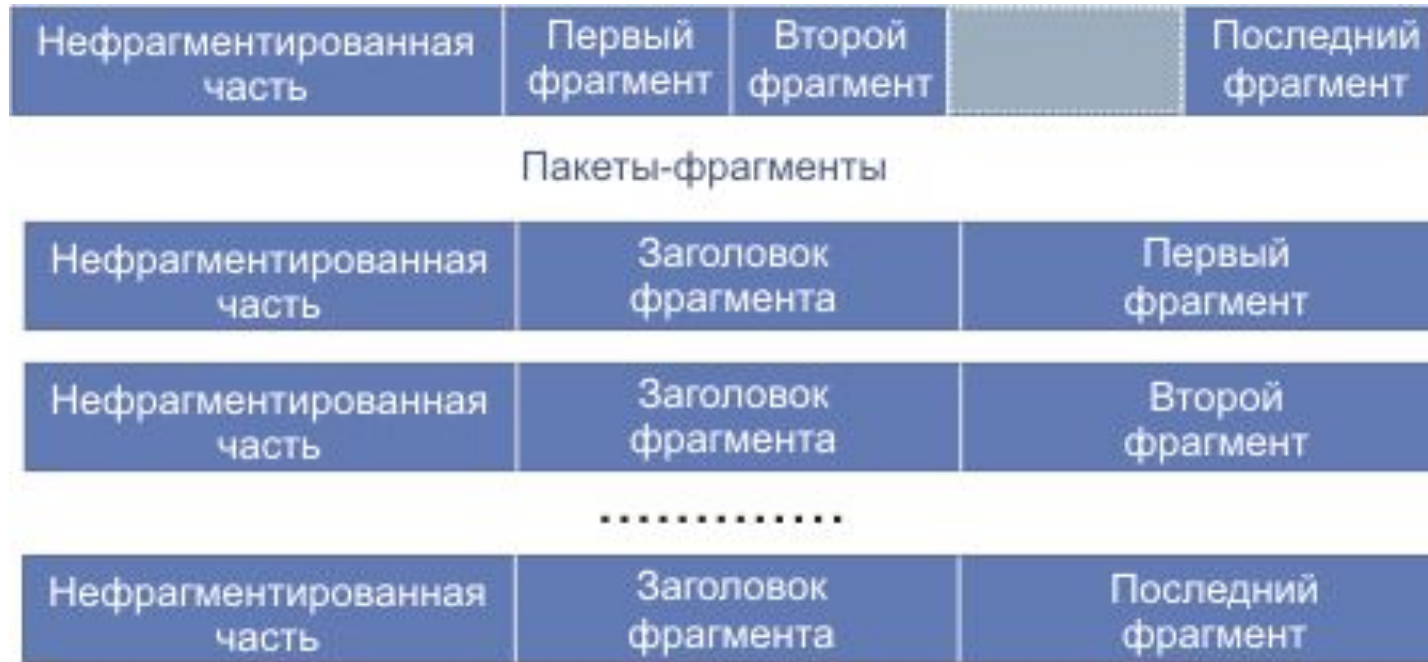 Нефрагментированная
часть
Первый
фрагмент
Второй
фрагмент
Последний
фрагмент
Пакеты-фрагменты
Нефрагментированная
часть
Заголовок
фрагмента
Первый
фрагмент
Нефрагментированная
часть
Заголовок
фрагмента
Второй
фрагмент
.............
Нефрагментированная
часть
Заголовок
фрагмента
Последний
фрагмент